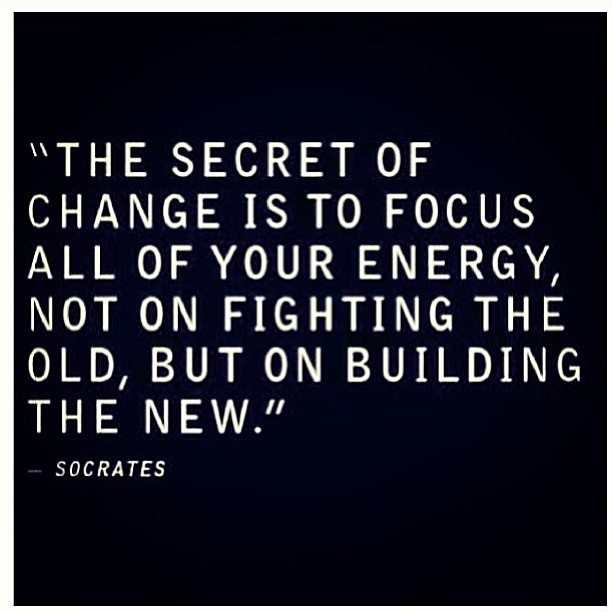 “THE SECRET OF
CHANGE IS TO FOCUS
ALL OF YOUR ENERGY,
NOT ON FIGHTING THE
OLD, BUT ON BUILDING
THE NEW.”
— SOCRATES